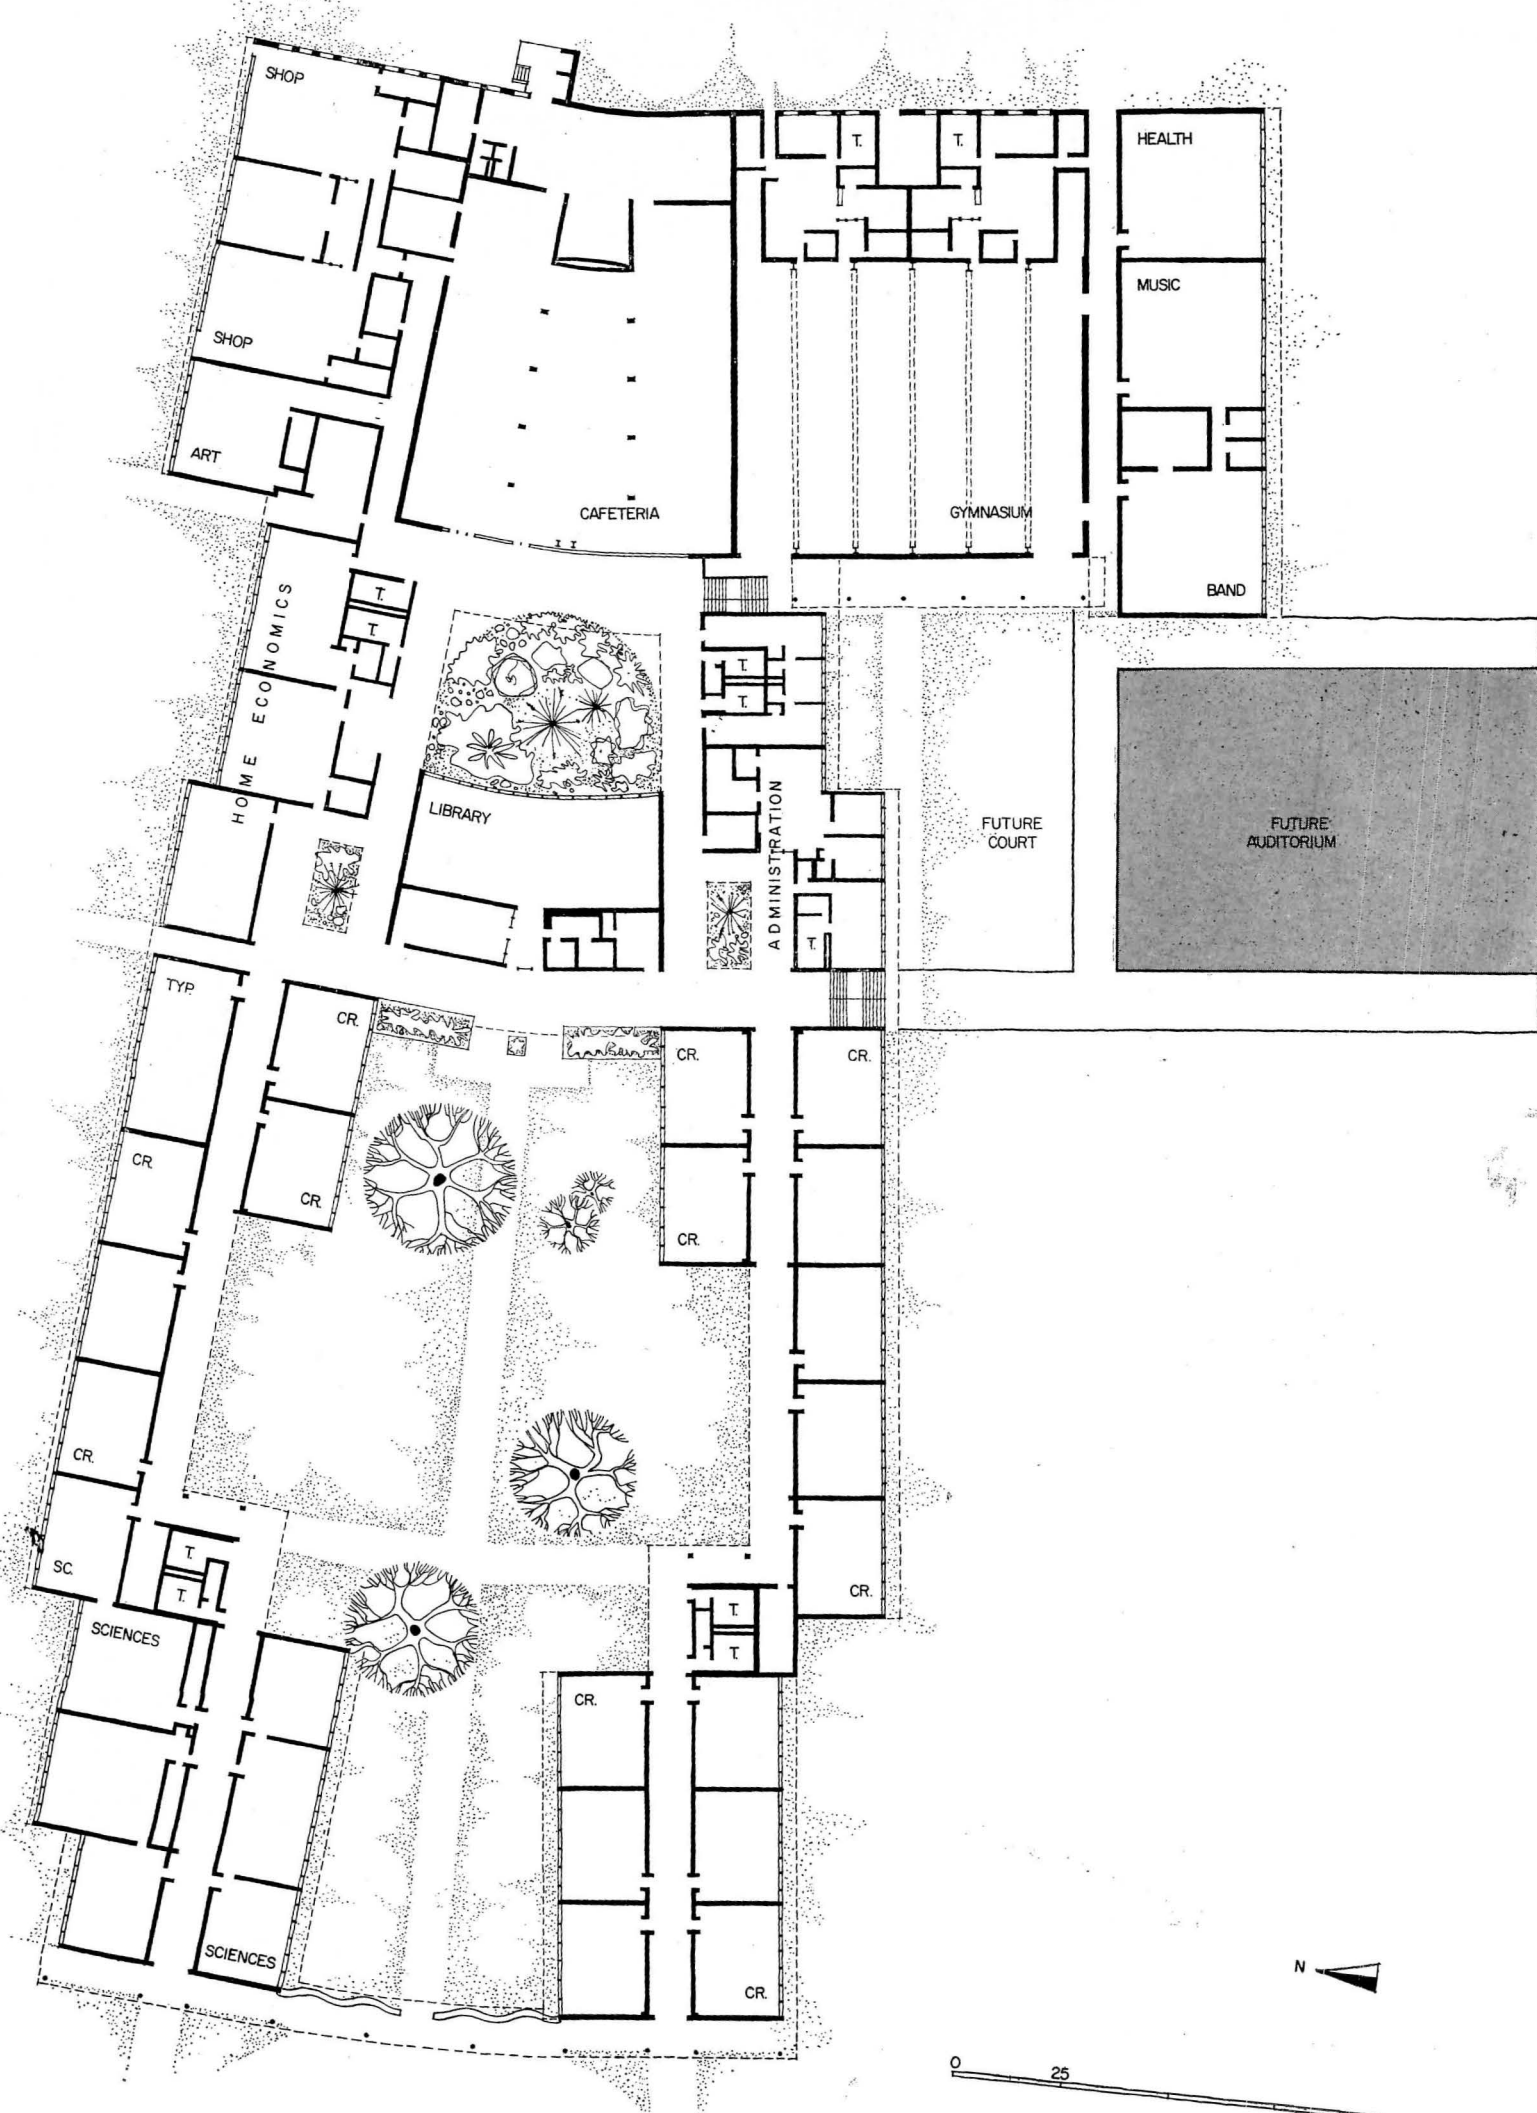 SHOP
T.
T.
HEALTH
MUSIC
SHOP
ART
CAFETERIA
GYMNASIUM
BAND
HOME ECONOMICS
T.
T.
T.
T.
LIBRARY
ADMINISTRATION
FUTURE
COURT
FUTURE
AUDITORIUM
T.
TYP.
CR.
CR.
CR.
CR.
CR.
CR.
CR.
SC.
T.
T.
CR.
T.
T.
SCIENCES
CR.
SCIENCES
CR.
N
0
25